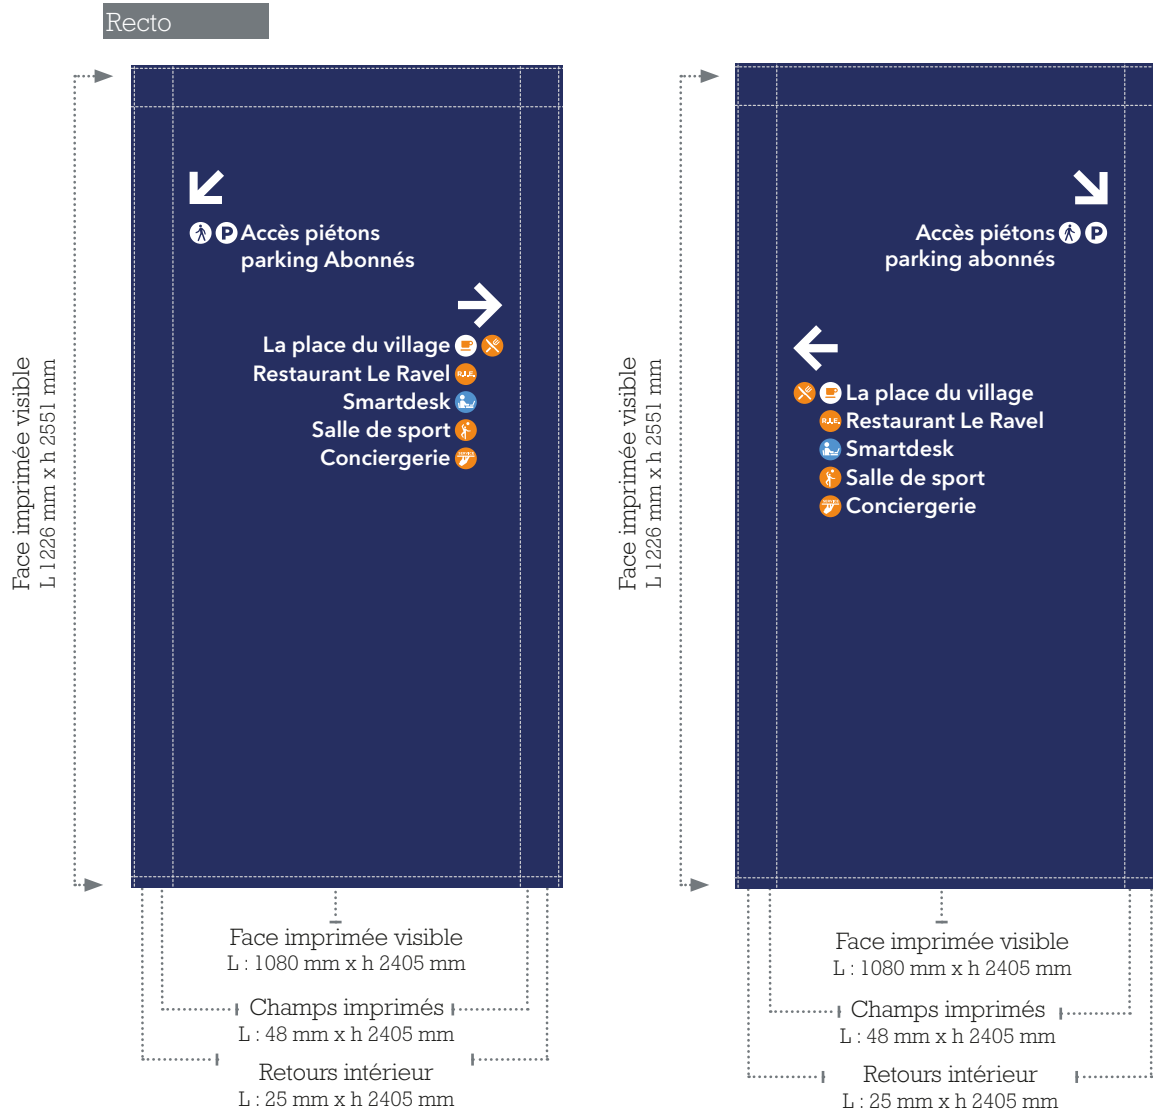 Recto
Face imprimée visible
L 1226 mm x h 2551 mm
P Accès piétons
parking Abonnés
La place du village
Restaurant Le Ravel R.I.E.
Smartdesk
Salle de sport
Conciergerie
Face imprimée visible
L : 1080 mm x h 2405 mm
Champs imprimés
L : 48 mm x h 2405 mm
Retours intérieur
L : 25 mm x h 2405 mm
Face imprimée visible
L 1226 mm x h 2551 mm
Accès piétons P
parking abonnés
La place du village
R.I.E. Restaurant Le Ravel
Smartdesk
Salle de sport
Conciergerie
Face imprimée visible
L : 1080 mm x h 2405 mm
Champs imprimés
L : 48 mm x h 2405 mm
Retours intérieur
L : 25 mm x h 2405 mm